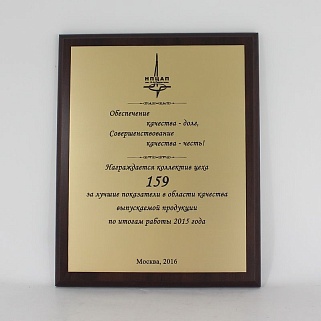 НПЦАП
Обеспечение
качества - долг,
Совершенствование
качества - честь!
Награждается коллектив цеха
159
за лучшие показатели в области качества
выпускаемой продукции
по итогам работы 2015 года
Москва, 2016